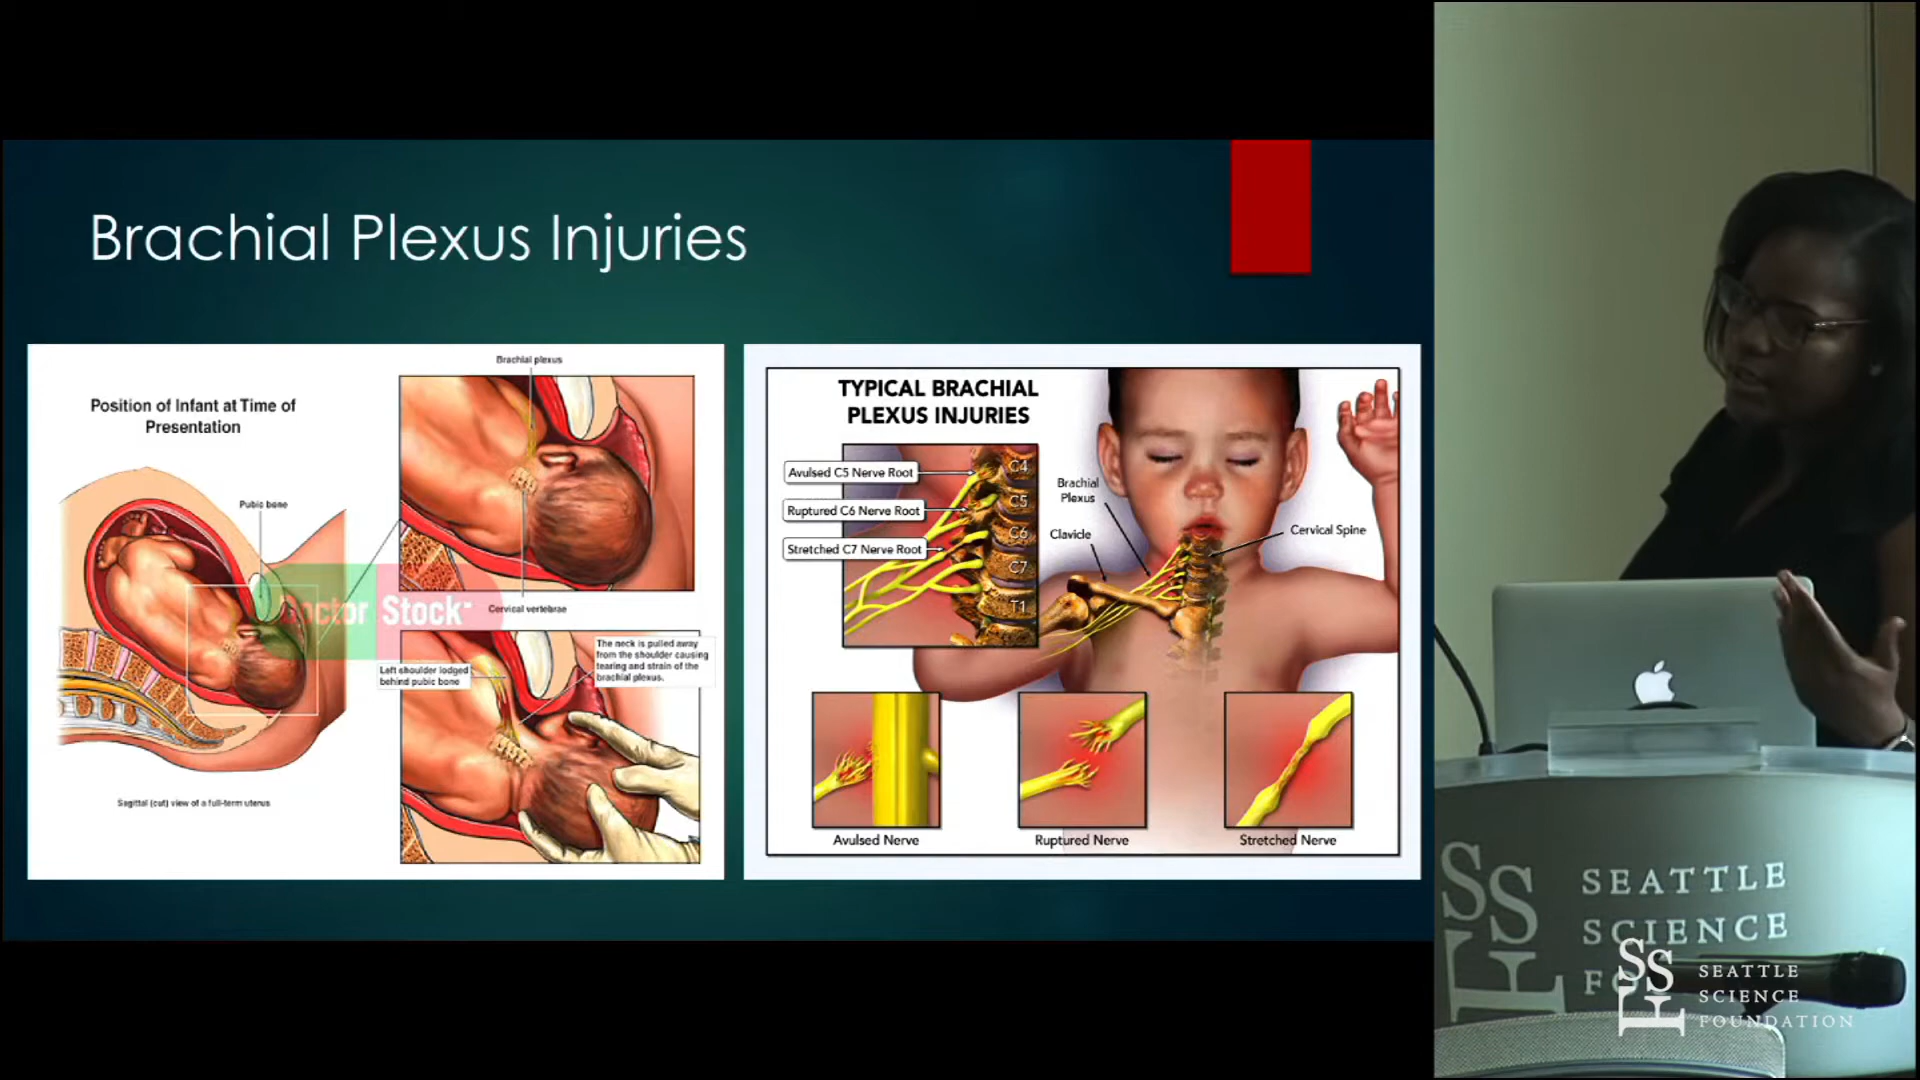 Brachial Plexus Injuries
Position of Infant at Time of
Presentation
Pubic bone
Sagittal (cut) view of a full-term uterus
Brachial plexus
Cervical vertebrae
Left shoulder lodged
behind pubic bone
The neck is pulled away
from the shoulder causing
tearing and strain of the
brachial plexus.
Doctor Stock
TYPICAL BRACHIAL
PLEXUS INJURIES
Avulsed C5 Nerve Root
Ruptured C6 Nerve Root
Stretched C7 Nerve Root
C4
C5
C6
C7
T1
Brachial
Plexus
Clavicle
Cervical Spine
Avulsed Nerve
Ruptured Nerve
Stretched Nerve
SEATTLE
SCIENCE
SSF
SEATTLE
SCIENCE
FOUNDATION